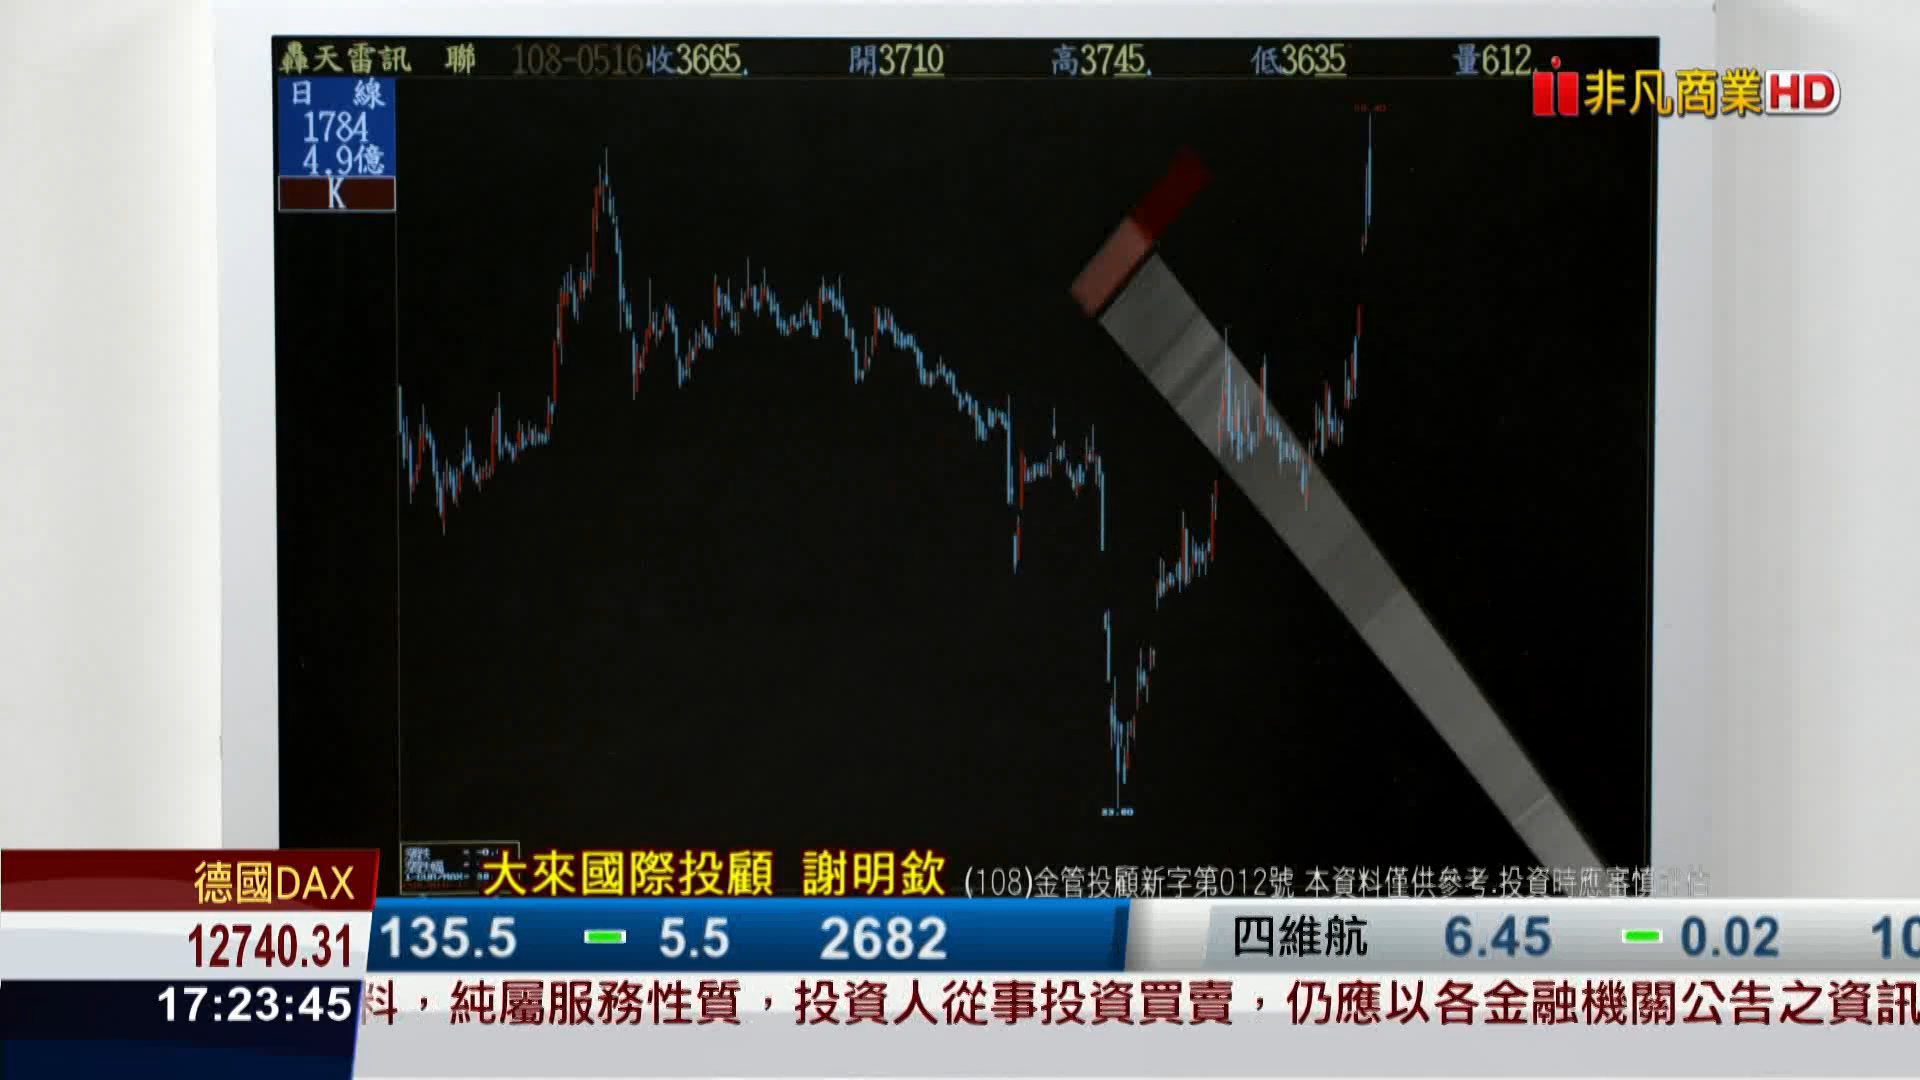 轟天雷訊 聯 108-0516收3665. 開3710 高3745. 低3635 量612.
非凡商業HD
日 線
1784
4.9億
K
33.60
大來國際投顧 謝明欽 (108)金管投顧新字第012號 本資料僅供參考.投資時應審慎評估
德國DAX
12740.31
135.5 5.5 2682 四維航 6.45 0.02 10
17:23:45
料，純屬服務性質，投資人從事投資買賣，仍應以各金融機關公告之資訊